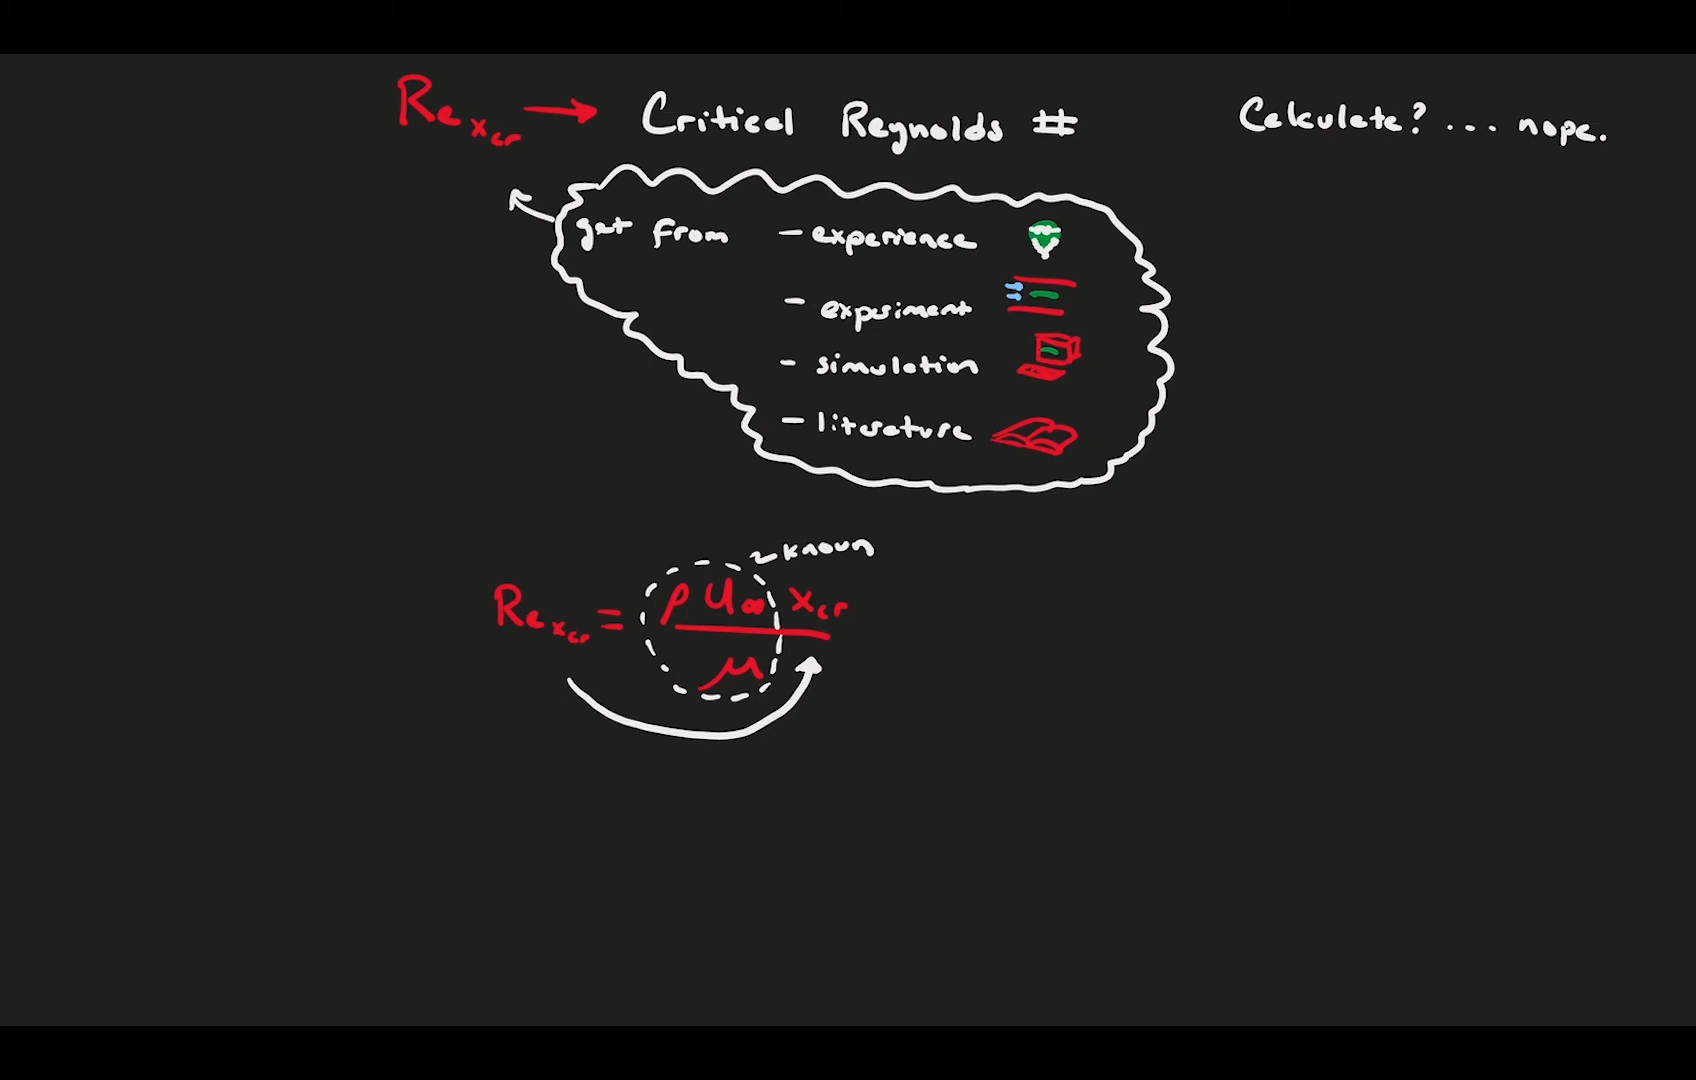 Re_xcr → Critical Reynolds # Calculate? ... nope.
get from - experience
- experiment
- simulation
- literature
known
Re_xcr = ρ U∞ x_cr / μ